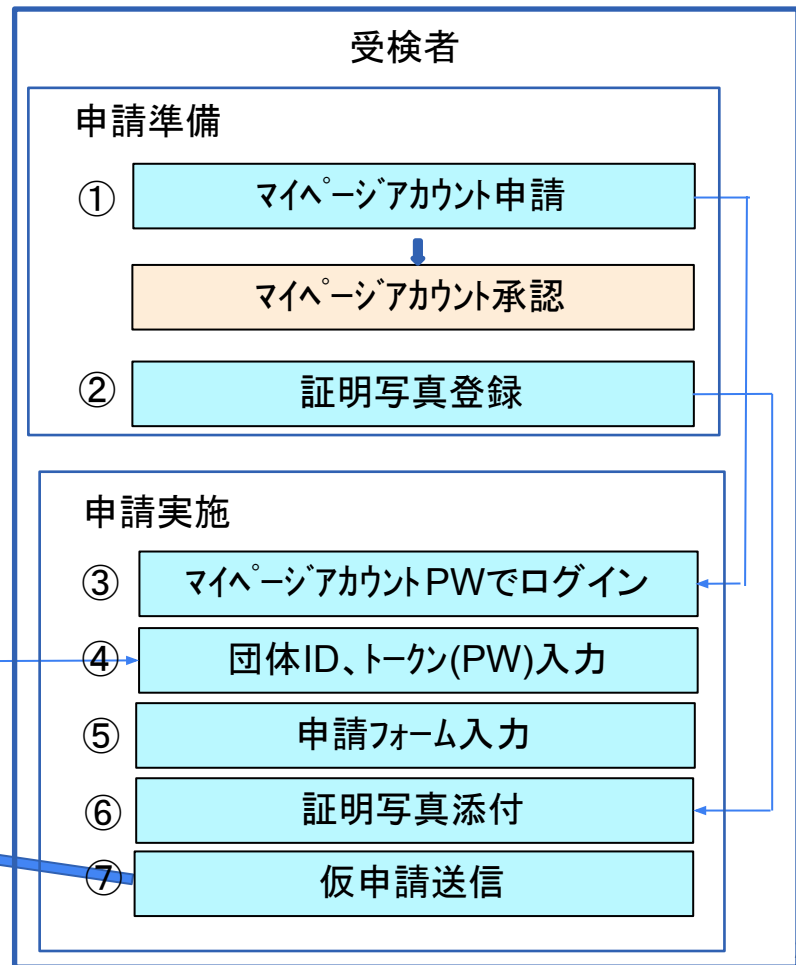 受検者
申請準備
① マイページアカウント申請
マイページアカウント承認
② 証明写真登録
申請実施
③ マイページアカウントPWでログイン
④ 団体ID、トークン(PW)入力
⑤ 申請フォーム入力
⑥ 証明写真添付
⑦ 仮申請送信